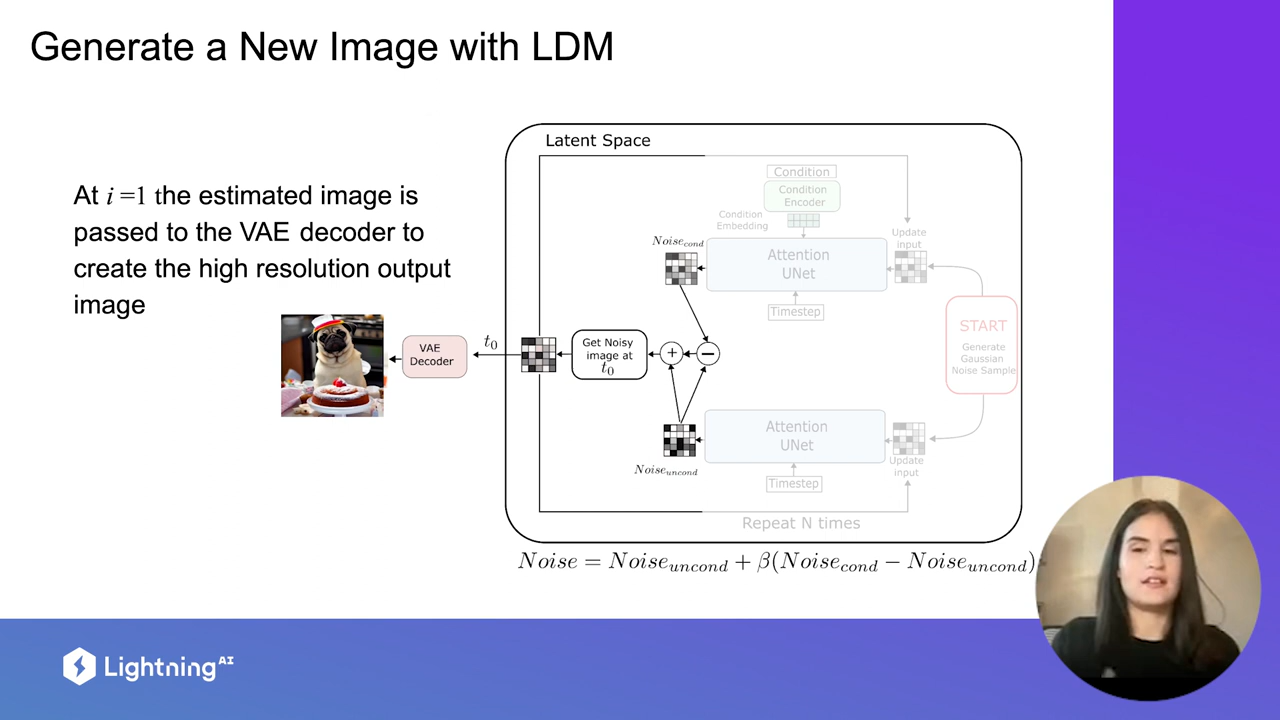 Generate a New Image with LDM
At i =1 the estimated image is
passed to the VAE decoder to
create the high resolution output
image
Latent Space
Condition
Condition
Encoder
Condition
Embedding
Noise_cond
Attention
UNet
Update
input
Timestep
START
Generate
Gaussian
Noise Sample
VAE
Decoder
t_0
Get Noisy
image at
t_0
+
−
Attention
UNet
Noise_uncond
Update
input
Timestep
Repeat N times
Noise = Noise_uncond + β(Noise_cond − Noise_uncond)
Lightning AI